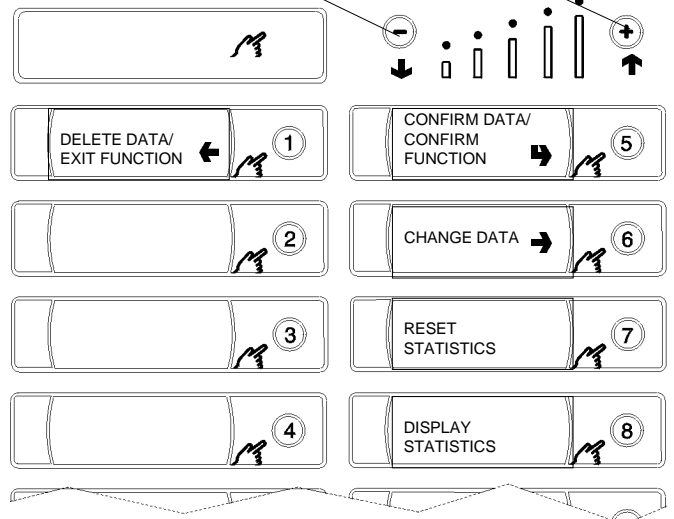 - +
DELETE DATA/
EXIT FUNCTION
1
CONFIRM DATA/
CONFIRM
FUNCTION
5
2
CHANGE DATA
6
3
RESET
STATISTICS
7
4
DISPLAY
STATISTICS
8